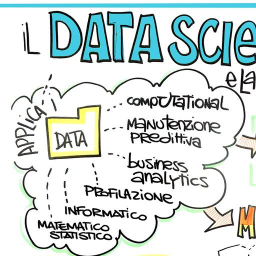 iL DATA SCIE
e LA
APPLICA
DATA
COMPUTATIONAL
MANUTENZIONE
PREDITTIVA
BUSINESS
ANALYTICS
PROFILAZIONE
INFORMATICO
MATEMATICO
STATISTICO
M